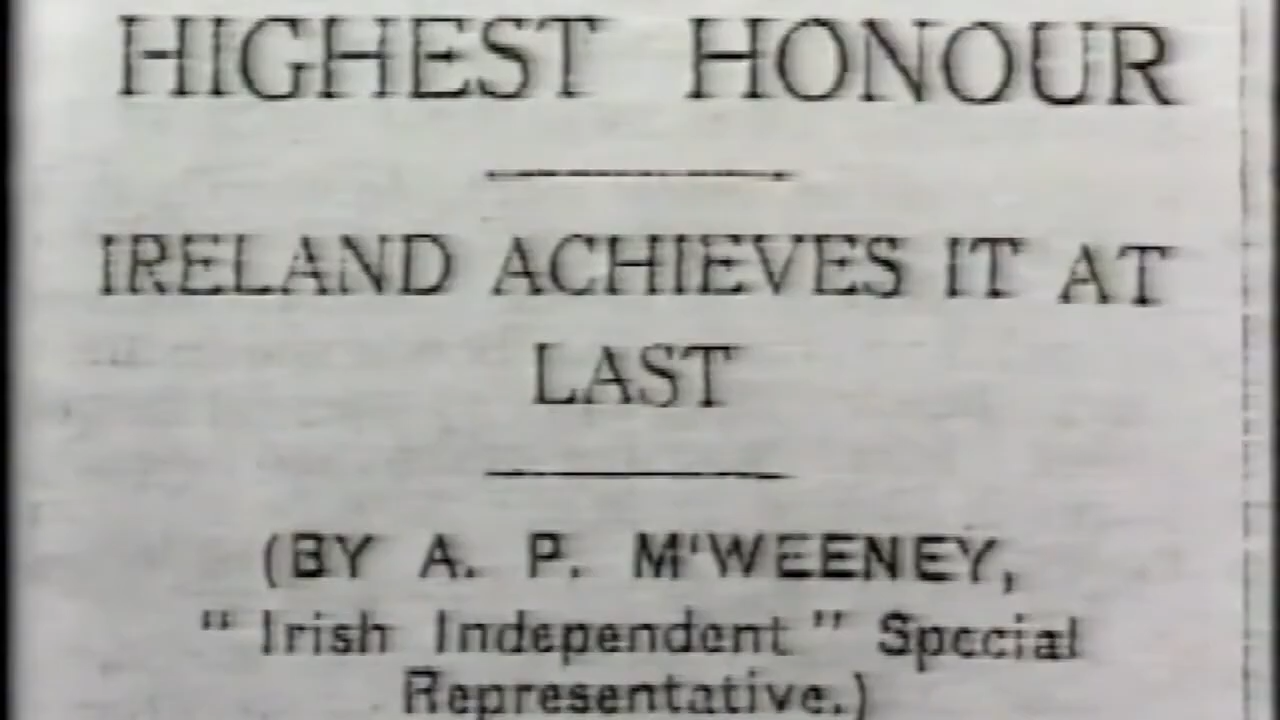 HIGHEST HONOUR
IRELAND ACHIEVES IT AT
LAST
(BY A. P. M'WEENEY,
" Irish Independent " Special
Representative.)